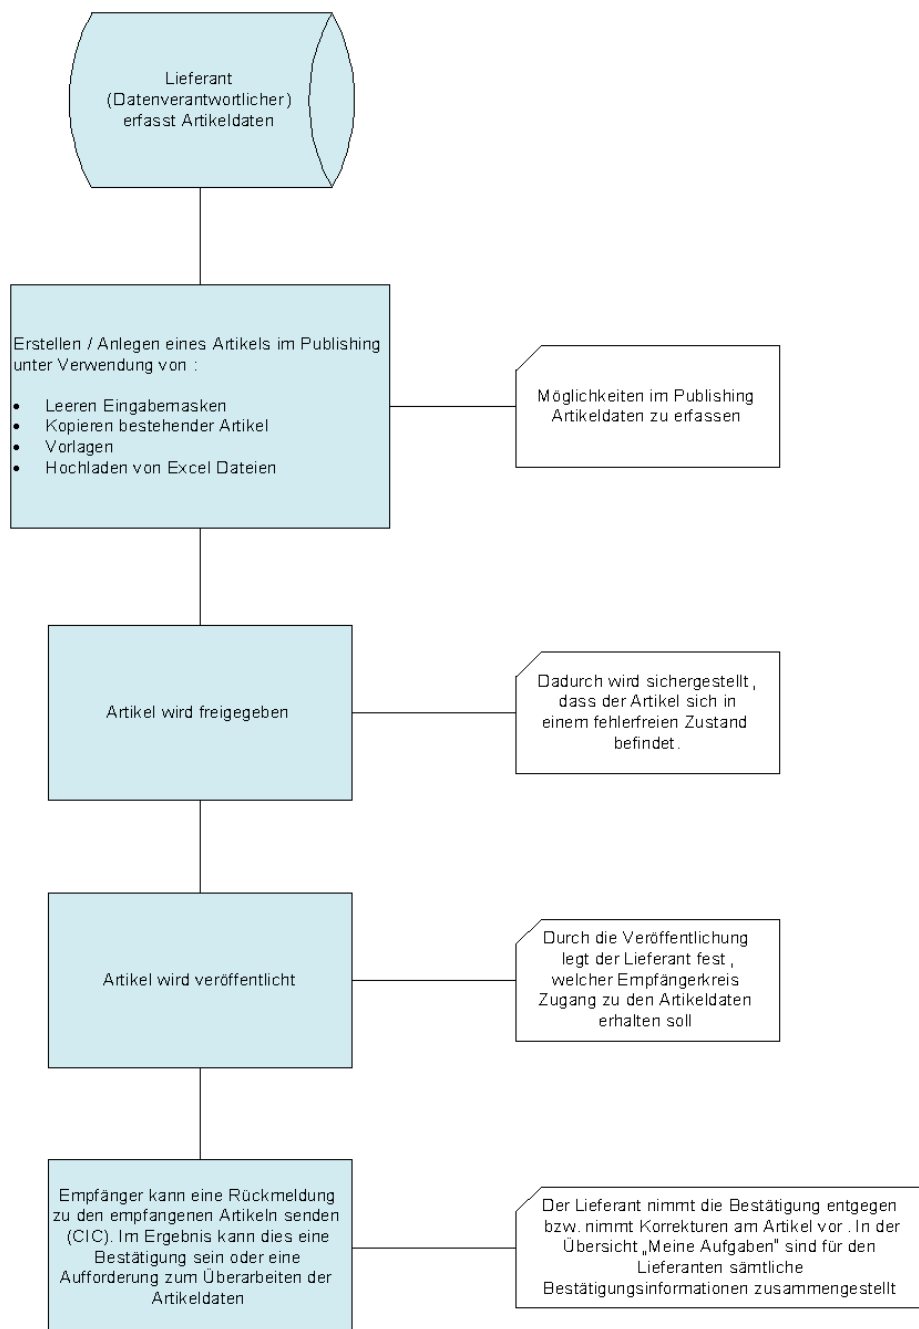 Lieferant
(Datenverantwortlicher)
erfasst Artikeldaten
Erstellen / Anlegen eines Artikels im Publishing
unter Verwendung von :
• Leeren Eingabemasken
• Kopieren bestehender Artikel
• Vorlagen
• Hochladen von Excel Dateien
Möglichkeiten im Publishing
Artikeldaten zu erfassen
Artikel wird freigegeben
Dadurch wird sichergestellt ,
dass der Artikel sich in
einem fehlerfreien Zustand
befindet .
Artikel wird veröffentlicht
Durch die Veröffentlichung
legt der Lieferant fest ,
welcher Empfängerkreis
Zugang zu den Artikeldaten
erhalten soll
Empfänger kann eine Rückmeldung
zu den empfangenen Artikeln senden
(CIC). Im Ergebnis kann dies eine
Bestätigung sein oder eine
Aufforderung zum Überarbeiten der
Artikeldaten
Der Lieferant nimmt die Bestätigung entgegen
bzw. nimmt Korrekturen am Artikel vor . In der
Übersicht „Meine Aufgaben" sind für den
Lieferanten sämtliche
Bestätigungsinformationen zusammengestellt